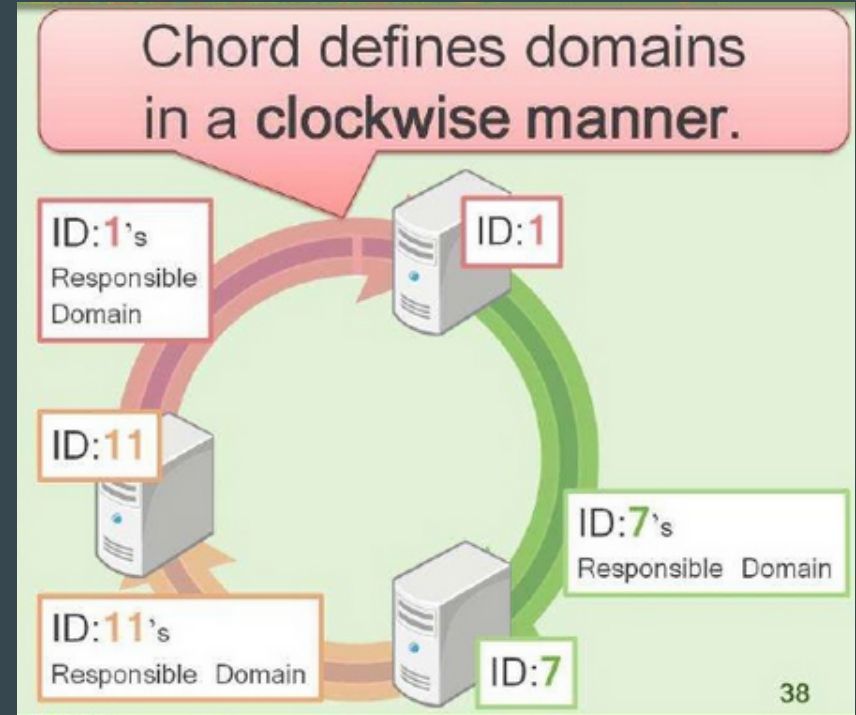 Chord defines domains
in a clockwise manner.
ID:1's
Responsible
Domain
ID:1
ID:11
ID:7's
Responsible Domain
ID:11's
Responsible Domain
ID:7
38